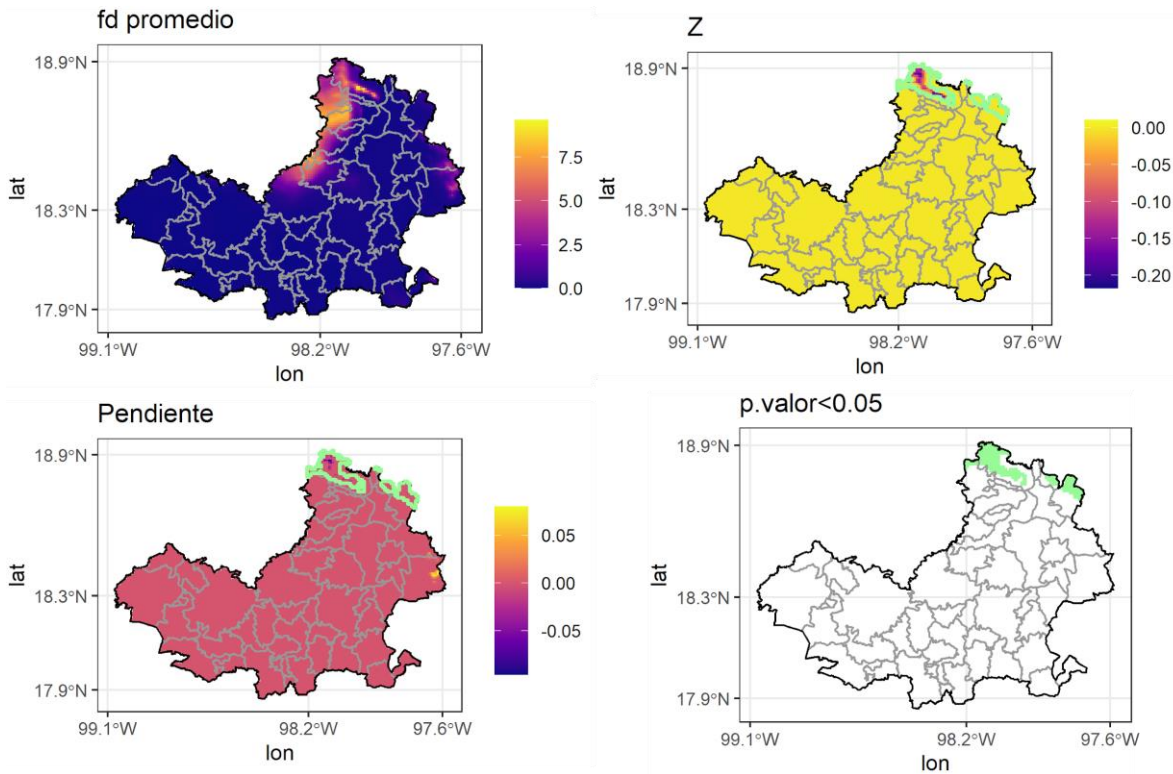 fd promedio
18.9°N
lat
18.3°N
17.9°N
99.1°W 98.2°W 97.6°W
lon
7.5
5.0
2.5
0.0
Z
18.9°N
lat
18.3°N
17.9°N
99.1°W 98.2°W 97.6°W
lon
0.00
-0.05
-0.10
-0.15
-0.20
Pendiente
18.9°N
lat
18.3°N
17.9°N
99.1°W 98.2°W 97.6°W
lon
0.05
0.00
-0.05
p.valor<0.05
18.9°N
lat
18.3°N
17.9°N
99.1°W 98.2°W 97.6°W
lon